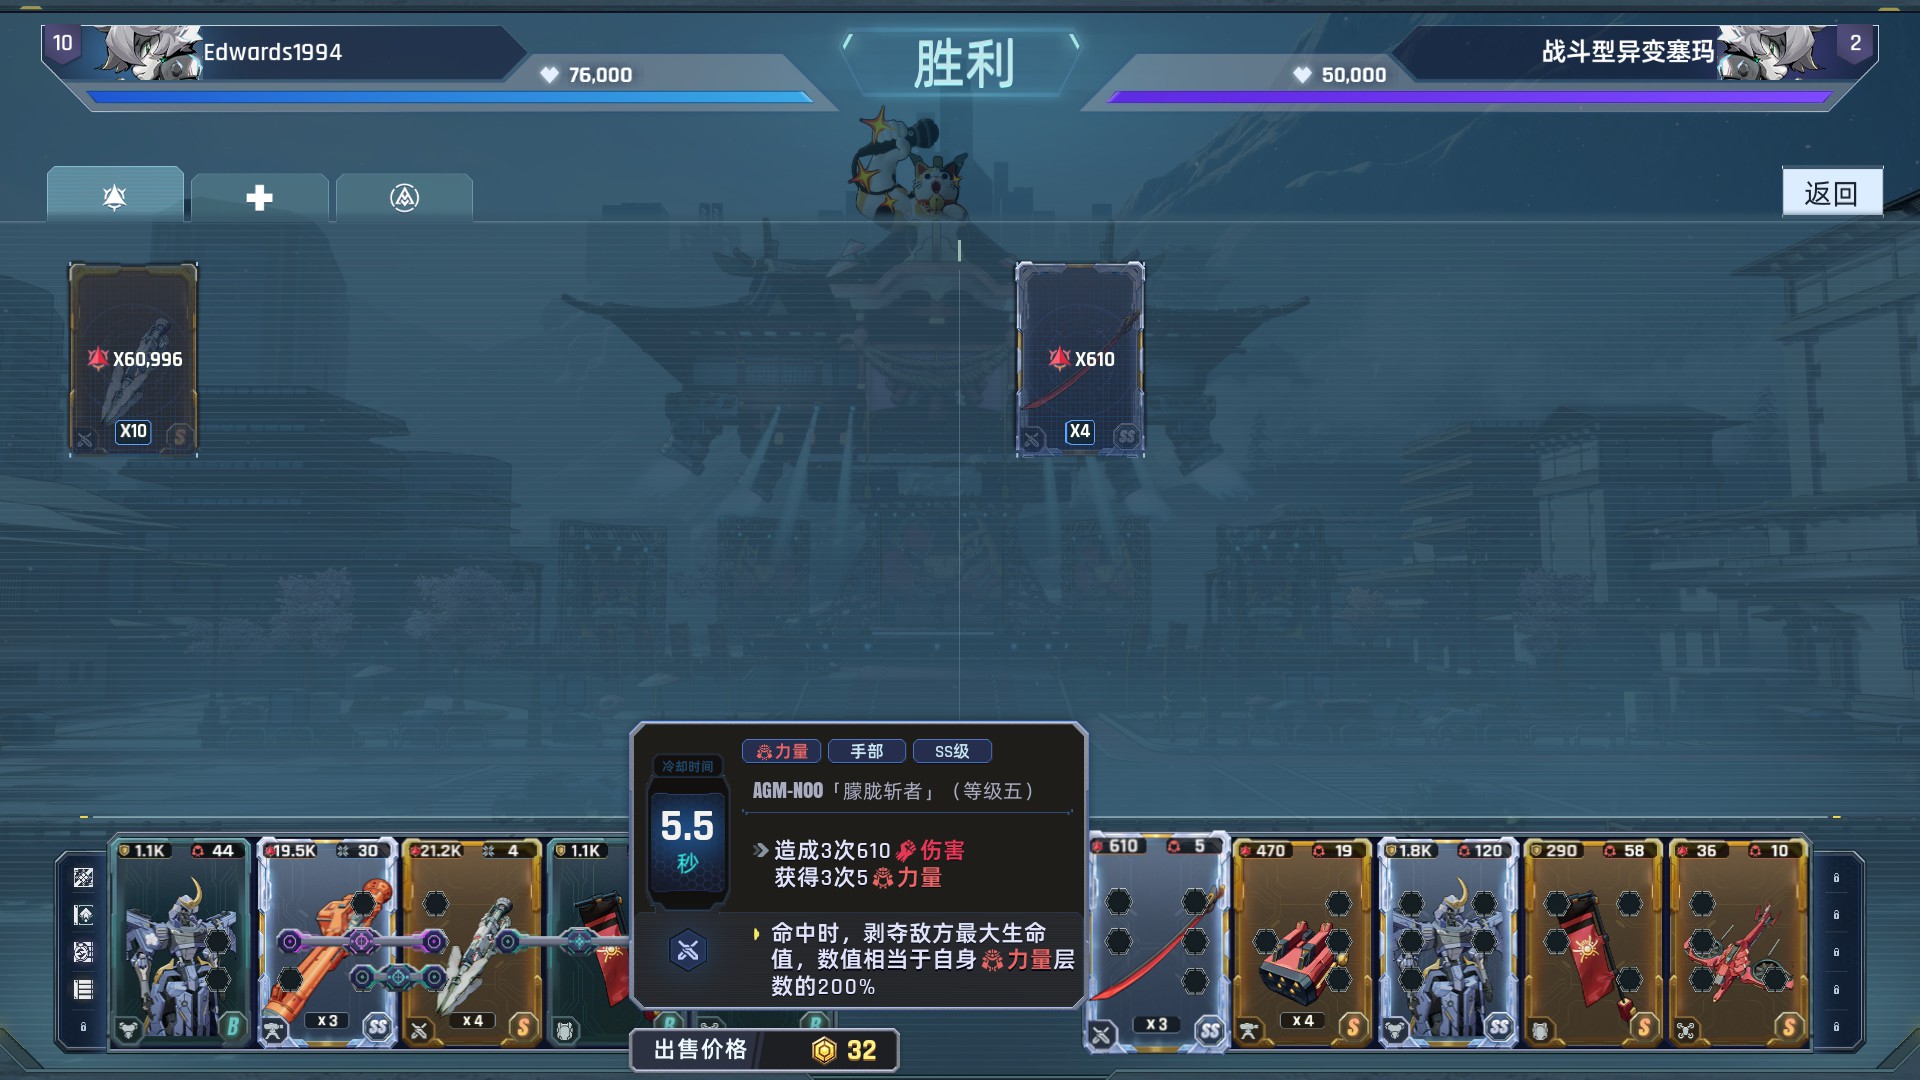 10
Edwards1994
76,000
胜利
50,000
战斗型异变塞玛
2
返回
X60,996
X10
S
X610
X4
SS
冷却时间
5.5
秒
力量
手部
SS级
AGM-N00「朦胧斩者」（等级五）
造成3次610伤害
获得3次5力量
命中时，剥夺敌方最大生命
值，数值相当于自身力量层
数的200%
出售价格
32
1.1K
44
B
19.5K
30
x3
SS
21.2K
4
x4
S
1.1K
B
B
610
5
x3
SS
470
19
x4
S
1.8K
120
SS
290
58
S
36
10
S